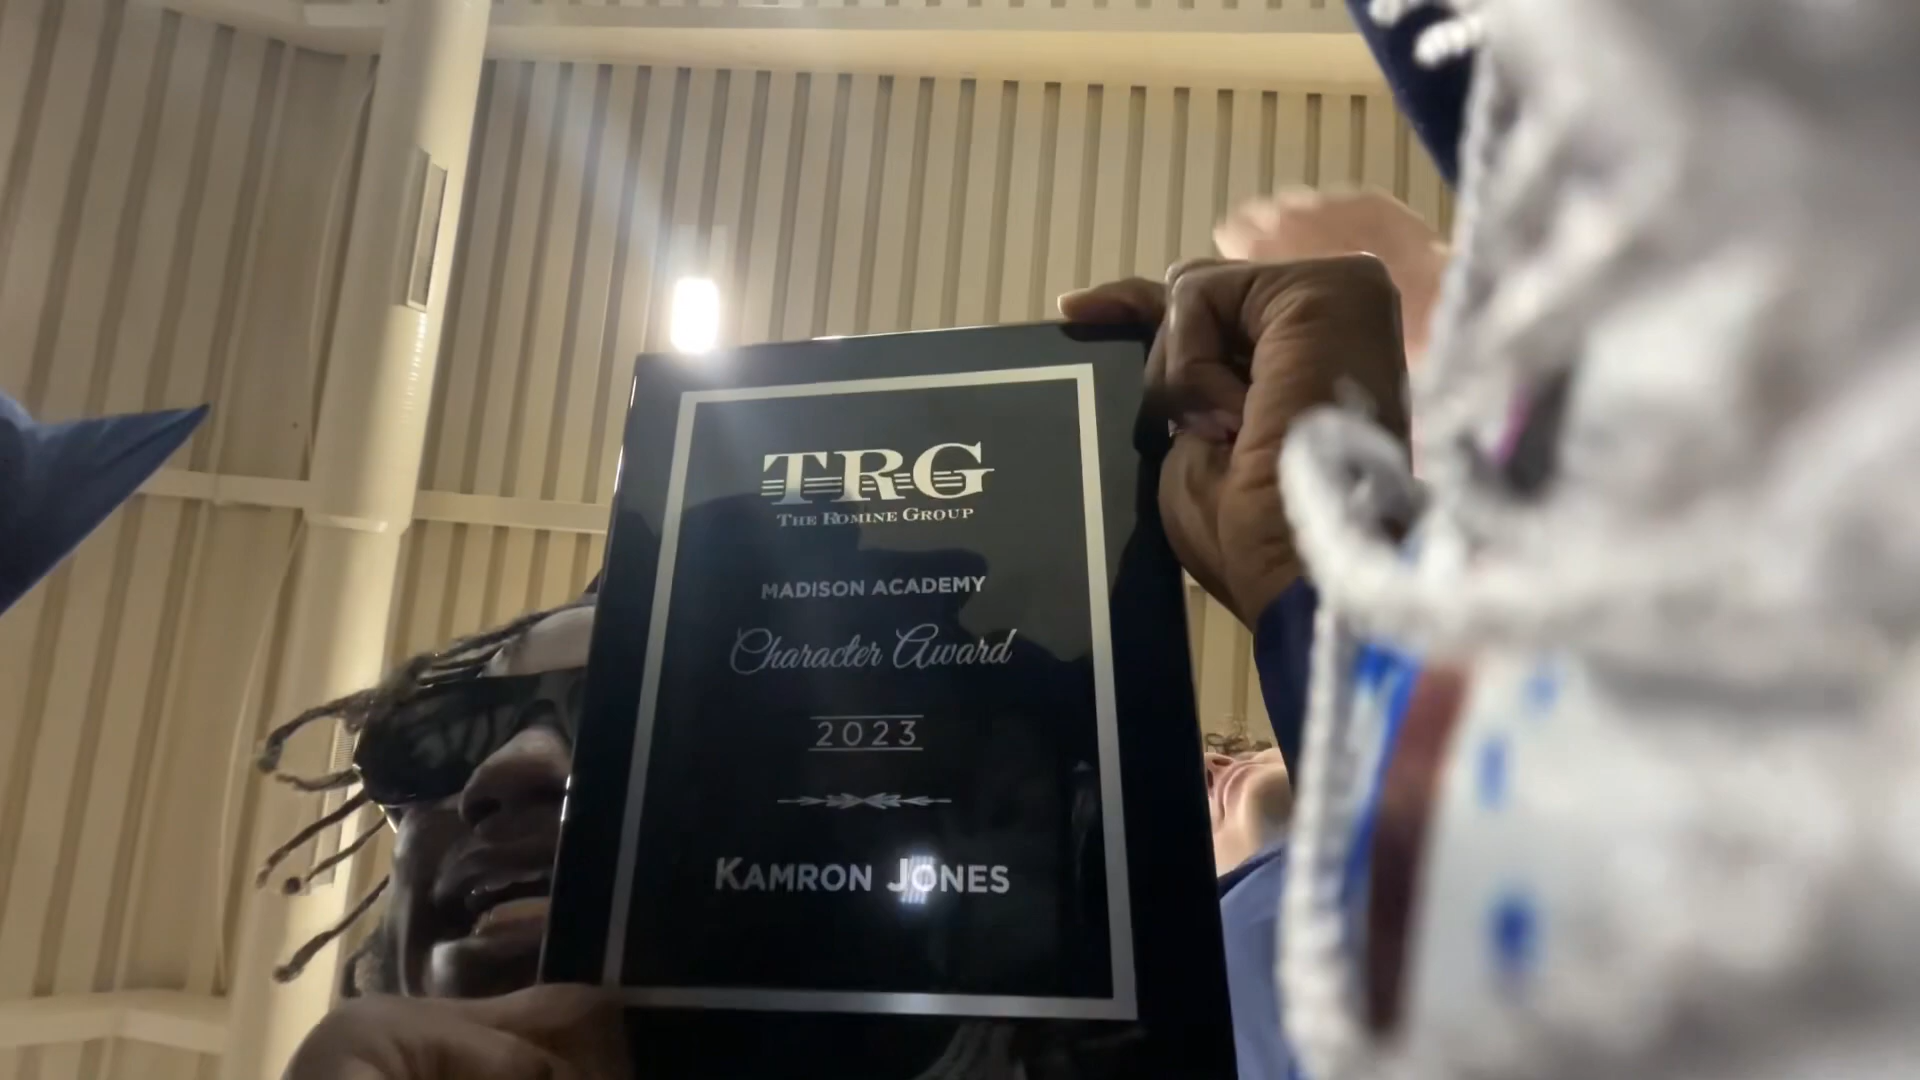 TRG
THE ROMINE GROUP
MADISON ACADEMY
Character Award
2023
KAMRON JONES